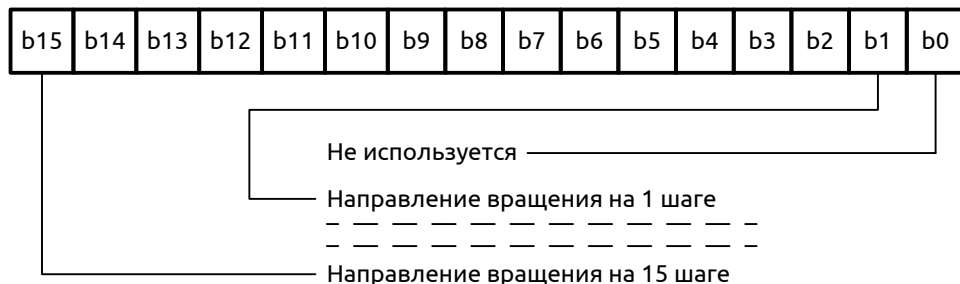 b15 b14 b13 b12 b11 b10 b9 b8 b7 b6 b5 b4 b3 b2 b1 b0
Не используется
Направление вращения на 1 шаге
Направление вращения на 15 шаге